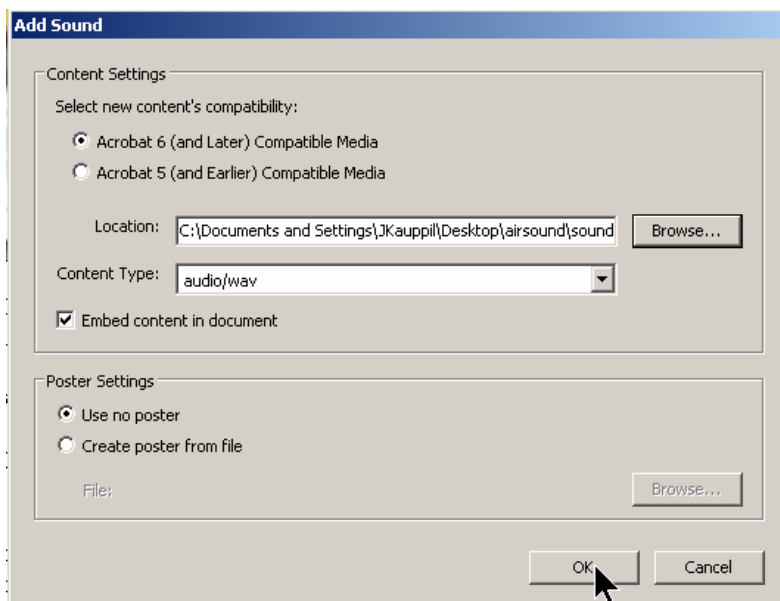 Add Sound
Content Settings
Select new content's compatibility:
Acrobat 6 (and Later) Compatible Media
Acrobat 5 (and Earlier) Compatible Media
Location: C:\Documents and Settings\JKauppil\Desktop\airsound\sound Browse...
Content Type: audio/wav
Embed content in document
Poster Settings
Use no poster
Create poster from file
File: Browse...
OK Cancel